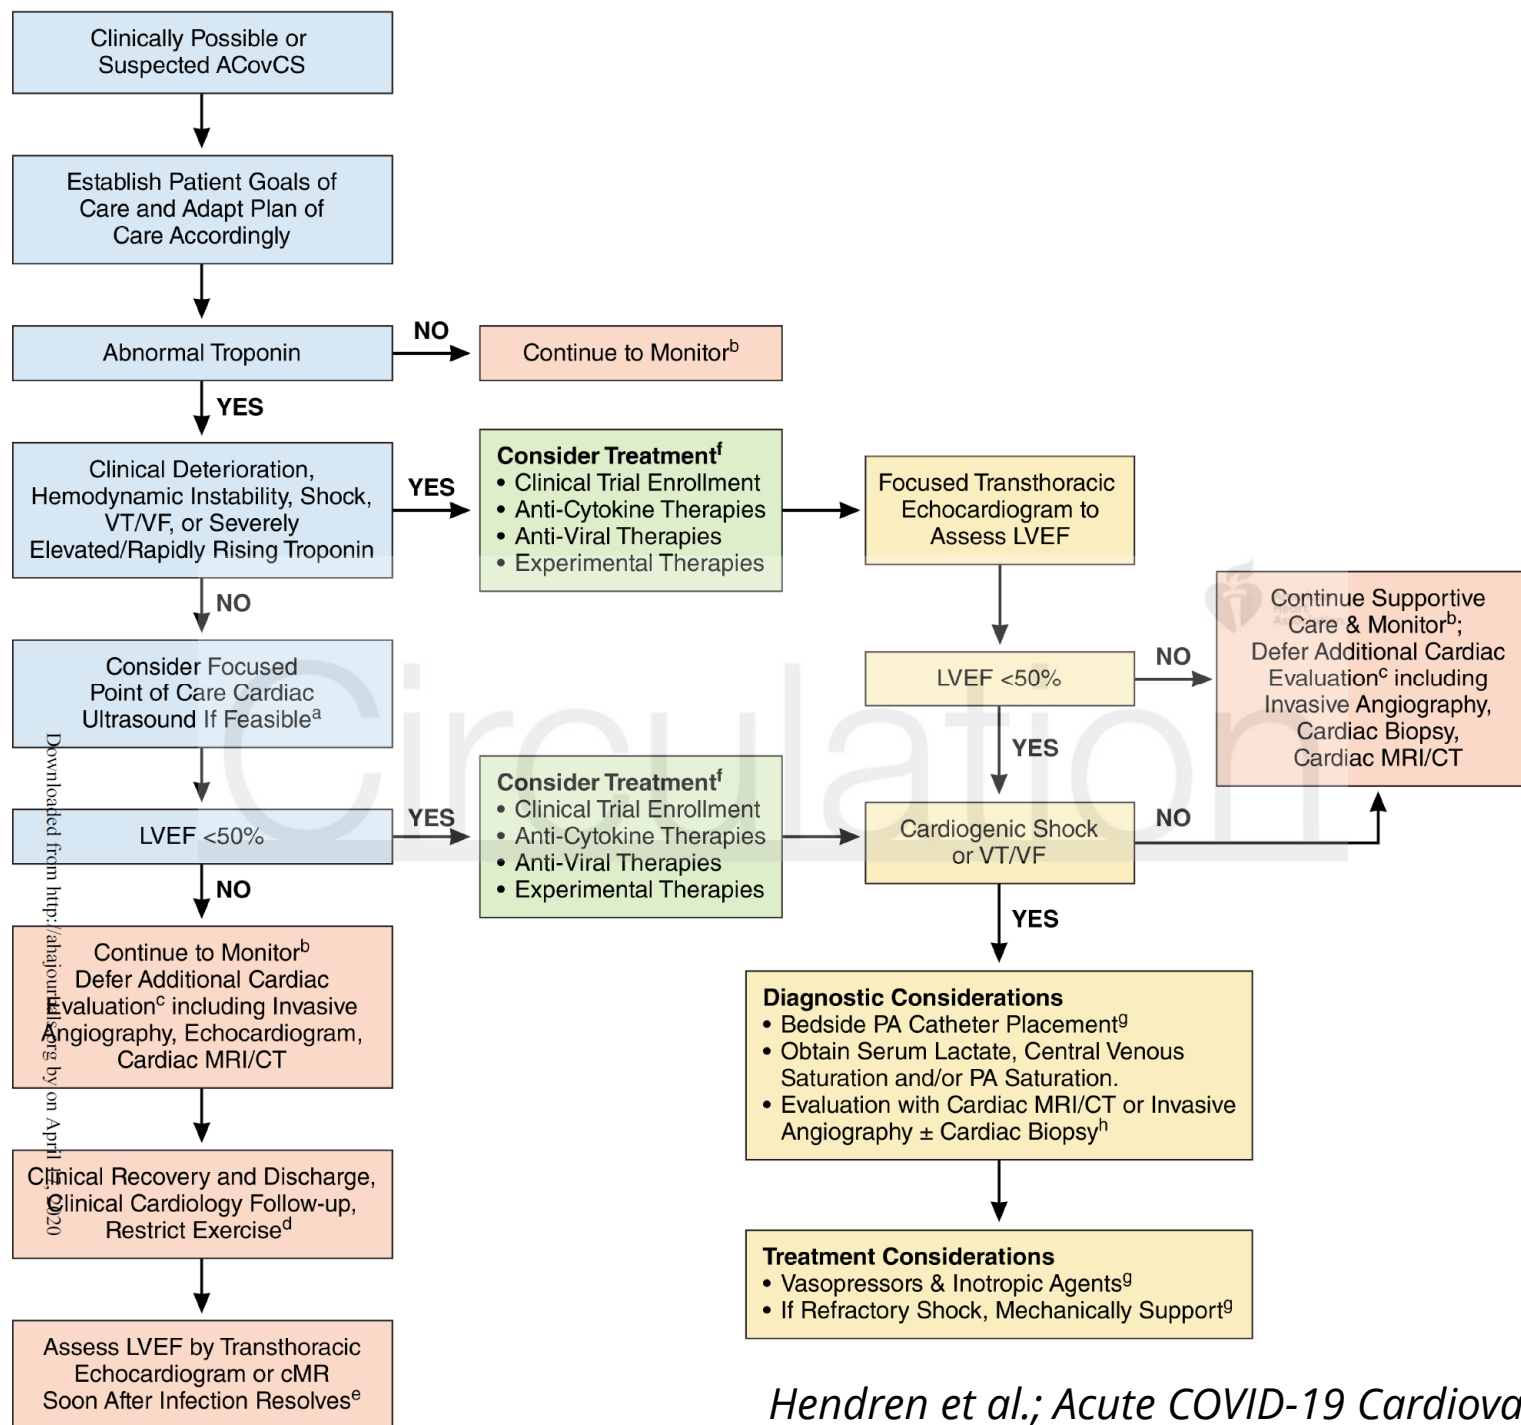 Clinically Possible or
Suspected ACovCS
Establish Patient Goals of
Care and Adapt Plan of
Care Accordingly
Abnormal Troponin
NO
Continue to Monitorᵇ
YES
Clinical Deterioration,
Hemodynamic Instability, Shock,
VT/VF, or Severely
Elevated/Rapidly Rising Troponin
YES
Consider Treatmentᶠ
• Clinical Trial Enrollment
• Anti-Cytokine Therapies
• Anti-Viral Therapies
• Experimental Therapies
Focused Transthoracic
Echocardiogram to
Assess LVEF
NO
Consider Focused
Point of Care Cardiac
Ultrasound If Feasibleᵃ
LVEF <50%
NO
Continue Supportive
Care & Monitorᵇ;
Defer Additional Cardiac
Evaluationᶜ including
Invasive Angiography,
Cardiac Biopsy,
Cardiac MRI/CT
YES
LVEF <50%
YES
Consider Treatmentᶠ
• Clinical Trial Enrollment
• Anti-Cytokine Therapies
• Anti-Viral Therapies
• Experimental Therapies
Cardiogenic Shock
or VT/VF
NO
NO
YES
Continue to Monitorᵇ
Defer Additional Cardiac
Evaluationᶜ including Invasive
Angiography, Echocardiogram,
Cardiac MRI/CT
Diagnostic Considerations
• Bedside PA Catheter Placementᵍ
• Obtain Serum Lactate, Central Venous
Saturation and/or PA Saturation.
• Evaluation with Cardiac MRI/CT or Invasive
Angiography ± Cardiac Biopsyʰ
Clinical Recovery and Discharge,
Clinical Cardiology Follow-up,
Restrict Exerciseᵈ
Treatment Considerations
• Vasopressors & Inotropic Agentsᵍ
• If Refractory Shock, Mechanically Supportᵍ
Assess LVEF by Transthoracic
Echocardiogram or cMR
Soon After Infection Resolvesᵉ
Hendren et al.; Acute COVID-19 Cardiova
Circulation
American
Heart
Association
Downloaded from http://ahajournals.org by on April 17, 2020